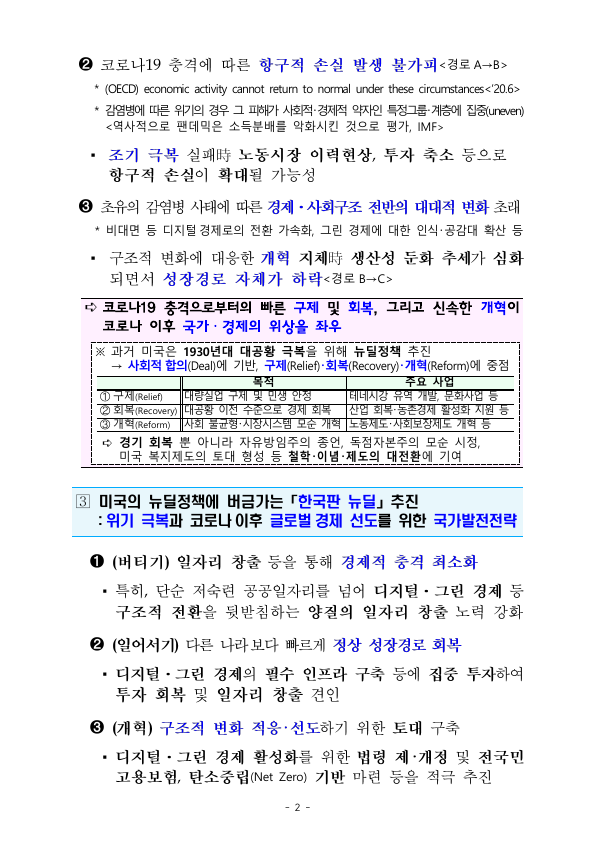 ❷ 코로나19 충격에 따른 항구적 손실 발생 불가피<경로 A→B>
* (OECD) economic activity cannot return to normal under these circumstances<'20.6>
* 감염병에 따른 위기의 경우 그 피해가 사회적·경제적 약자인 특정그룹·계층에 집중(uneven)
<역사적으로 팬데믹은 소득분배를 악화시킨 것으로 평가, IMF>
▪ 조기 극복 실패時 노동시장 이력현상, 투자 축소 등으로
항구적 손실이 확대될 가능성
❸ 초유의 감염병 사태에 따른 경제·사회구조 전반의 대대적 변화 초래
* 비대면 등 디지털경제로의 전환 가속화, 그린 경제에 대한 인식·공감대 확산 등
▪ 구조적 변화에 대응한 개혁 지체時 생산성 둔화 추세가 심화
되면서 성장경로 자체가 하락<경로 B→C>
➪ 코로나19 충격으로부터의 빠른 구제 및 회복, 그리고 신속한 개혁이
코로나 이후 국가·경제의 위상을 좌우
※ 과거 미국은 1930년대 대공황 극복을 위해 뉴딜정책 추진
→ 사회적 합의(Deal)에 기반, 구제(Relief)·회복(Recovery)·개혁(Reform)에 중점
목적 주요 사업
① 구제(Relief) 대량실업 구제 및 민생 안정 테네시강 유역 개발, 문화사업 등
② 회복(Recovery) 대공황 이전 수준으로 경제 회복 산업 회복·농촌경제 활성화 지원 등
③ 개혁(Reform) 사회 불균형·시장시스템 모순 개혁 노동제도·사회보장제도 개혁 등
➪ 경기 회복 뿐 아니라 자유방임주의 종언, 독점자본주의 모순 시정,
미국 복지제도의 토대 형성 등 철학·이념·제도의 대전환에 기여
3 미국의 뉴딜정책에 버금가는 「한국판 뉴딜」 추진
: 위기 극복과 코로나 이후 글로벌 경제 선도를 위한 국가발전전략
❶ (버티기) 일자리 창출 등을 통해 경제적 충격 최소화
▪ 특히, 단순 저숙련 공공일자리를 넘어 디지털·그린 경제 등
구조적 전환을 뒷받침하는 양질의 일자리 창출 노력 강화
❷ (일어서기) 다른 나라보다 빠르게 정상 성장경로 회복
▪ 디지털·그린 경제의 필수 인프라 구축 등에 집중 투자하여
투자 회복 및 일자리 창출 견인
❸ (개혁) 구조적 변화 적응·선도하기 위한 토대 구축
▪ 디지털·그린 경제 활성화를 위한 법령 제·개정 및 전국민
고용보험, 탄소중립(Net Zero) 기반 마련 등을 적극 추진
- 2 -